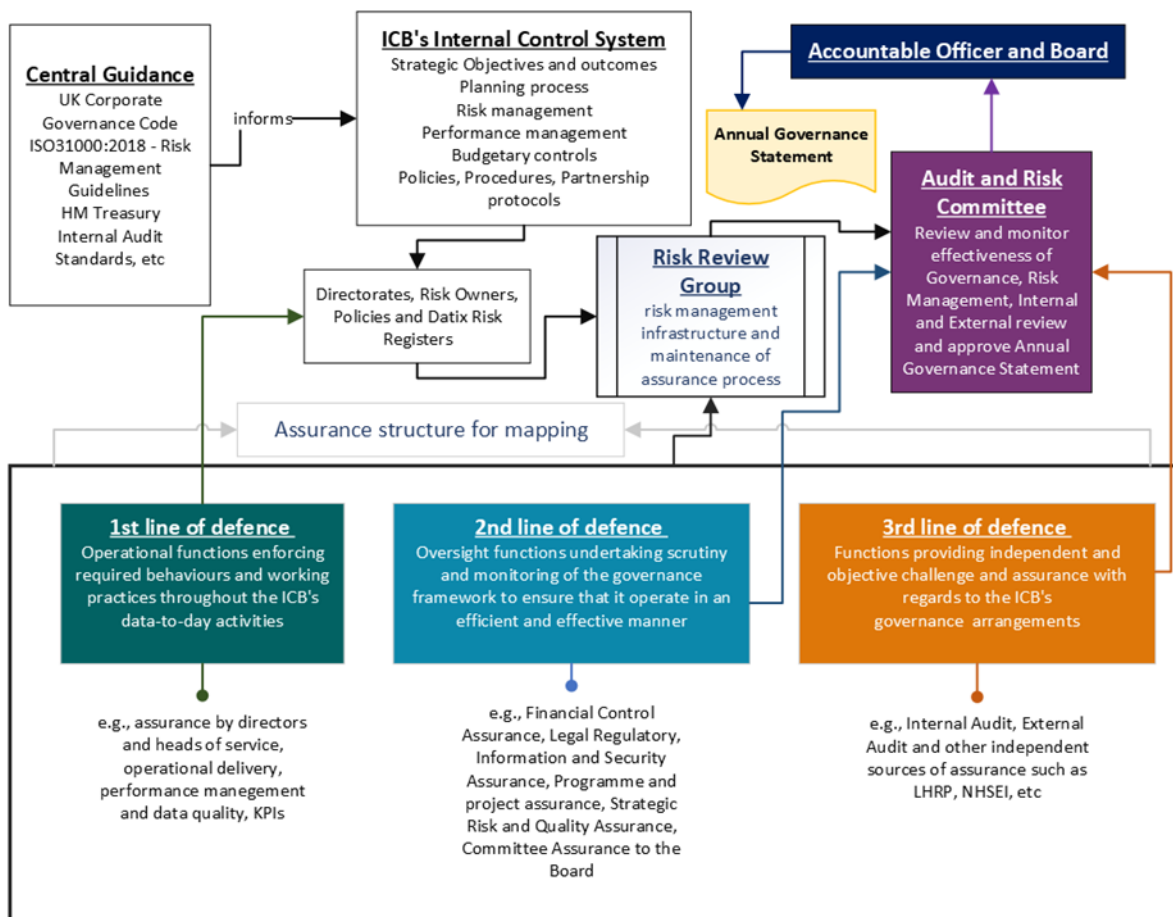 Central Guidance
UK Corporate
Governance Code
ISO31000:2018 - Risk
Management
Guidelines
HM Treasury
Internal Audit
Standards, etc
informs
ICB's Internal Control System
Strategic Objectives and outcomes
Planning process
Risk management
Performance management
Budgetary controls
Policies, Procedures, Partnership
protocols
Accountable Officer and Board
Annual Governance
Statement
Audit and Risk
Committee
Review and monitor
effectiveness of
Governance, Risk
Management, Internal
and External review
and approve Annual
Governance Statement
Directorates, Risk Owners,
Policies and Datix Risk
Registers
Risk Review
Group
risk management
infrastructure and
maintenance of
assurance process
Assurance structure for mapping
1st line of defence
Operational functions enforcing
required behaviours and working
practices throughout the ICB's
data-to-day activities
2nd line of defence
Oversight functions undertaking scrutiny
and monitoring of the governance
framework to ensure that it operate in an
efficient and effective manner
3rd line of defence
Functions providing independent and
objective challenge and assurance with
regards to the ICB's
governance arrangements
e.g., assurance by directors
and heads of service,
operational delivery,
performance manegement
and data quality, KPIs
e.g., Financial Control
Assurance, Legal Regulatory,
Information and Security
Assurance, Programme and
project assurance, Strategic
Risk and Quality Assurance,
Committee Assurance to the
Board
e.g., Internal Audit, External
Audit and other independent
sources of assurance such as
LHRP, NHSEI, etc